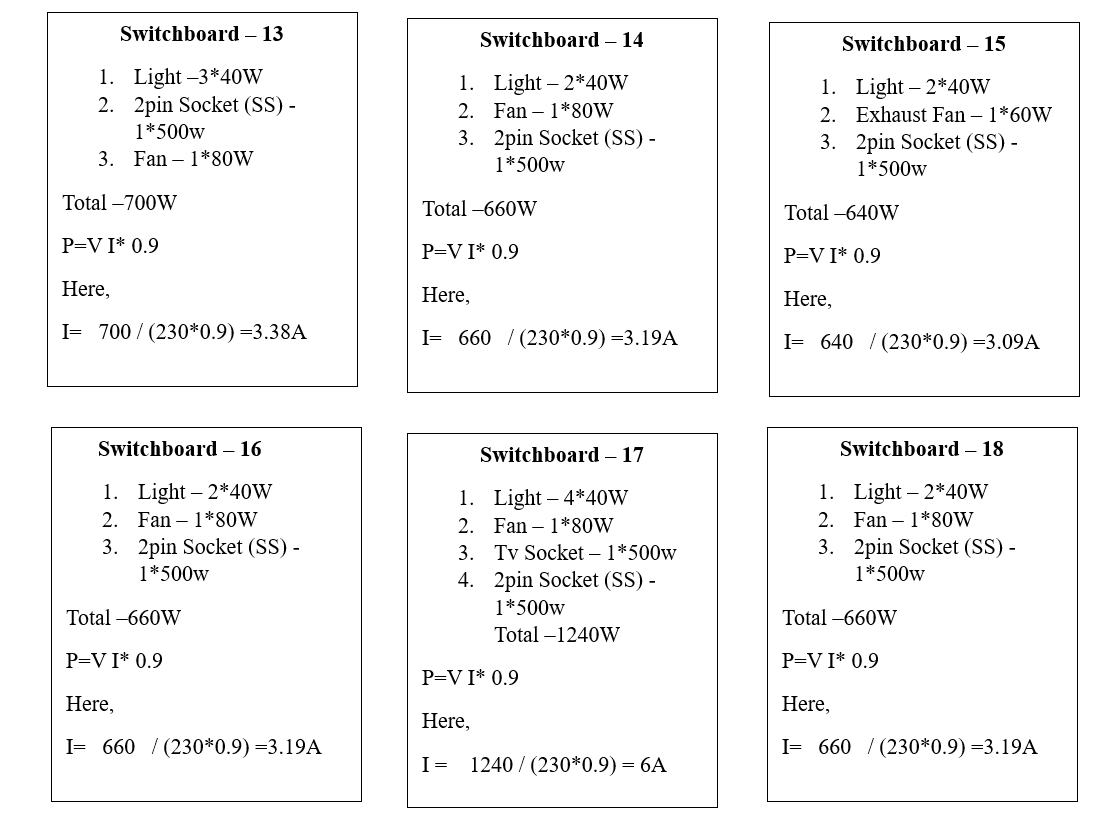 Switchboard – 13
1. Light –3*40W
2. 2pin Socket (SS) -
1*500w
3. Fan – 1*80W
Total –700W
P=V I* 0.9
Here,
I= 700 / (230*0.9) =3.38A
Switchboard – 14
1. Light – 2*40W
2. Fan – 1*80W
3. 2pin Socket (SS) -
1*500w
Total –660W
P=V I* 0.9
Here,
I= 660 / (230*0.9) =3.19A
Switchboard – 15
1. Light – 2*40W
2. Exhaust Fan – 1*60W
3. 2pin Socket (SS) -
1*500w
Total –640W
P=V I* 0.9
Here,
I= 640 / (230*0.9) =3.09A
Switchboard – 16
1. Light – 2*40W
2. Fan – 1*80W
3. 2pin Socket (SS) -
1*500w
Total –660W
P=V I* 0.9
Here,
I= 660 / (230*0.9) =3.19A
Switchboard – 17
1. Light – 4*40W
2. Fan – 1*80W
3. Tv Socket – 1*500w
4. 2pin Socket (SS) -
1*500w
Total –1240W
P=V I* 0.9
Here,
I = 1240 / (230*0.9) = 6A
Switchboard – 18
1. Light – 2*40W
2. Fan – 1*80W
3. 2pin Socket (SS) -
1*500w
Total –660W
P=V I* 0.9
Here,
I= 660 / (230*0.9) =3.19A